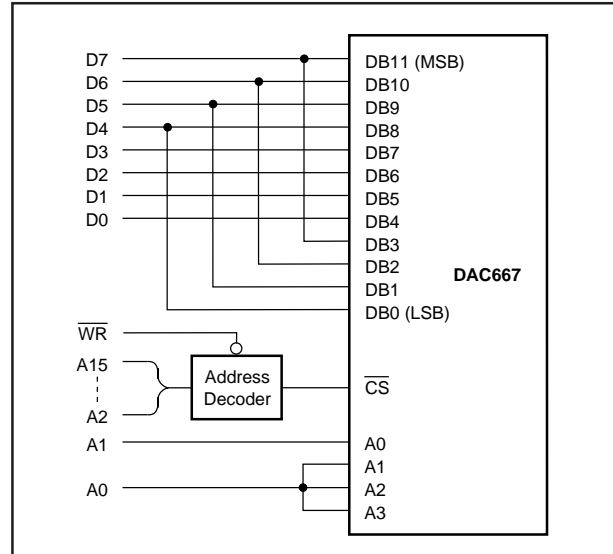 D7
D6
D5
D4
D3
D2
D1
D0
WR
A15
A2
A1
A0
Address
Decoder
DB11 (MSB)
DB10
DB9
DB8
DB7
DB6
DB5
DB4
DB3
DB2
DB1
DB0 (LSB)
CS
A0
A1
A2
A3
DAC667